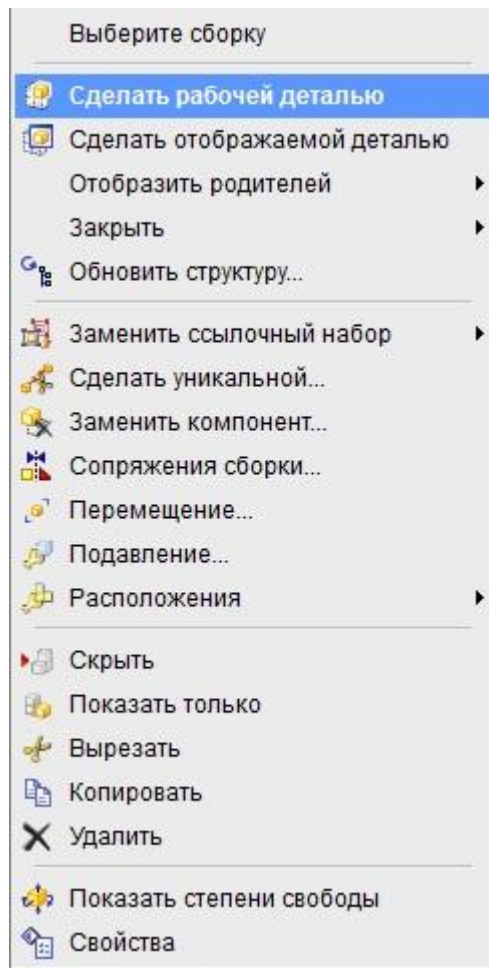 Выберите сборку
Сделать рабочей деталью
Сделать отображаемой деталью
Отобразить родителей
Закрыть
Обновить структуру...
Заменить ссылочный набор
Сделать уникальной...
Заменить компонент...
Сопряжения сборки...
Перемещение...
Подавление...
Расположения
Скрыть
Показать только
Вырезать
Копировать
Удалить
Показать степени свободы
Свойства